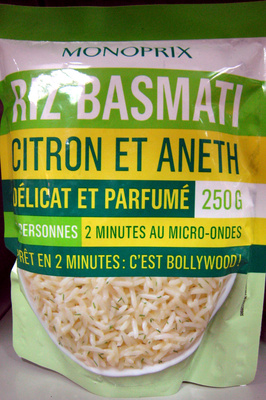 MONOPRIX
RIZ BASMATI
CITRON ET ANETH
DÉLICAT ET PARFUMÉ 250 G
PERSONNES 2 MINUTES AU MICRO-ONDES
PRÊT EN 2 MINUTES : C'EST BOLLYWOOD !